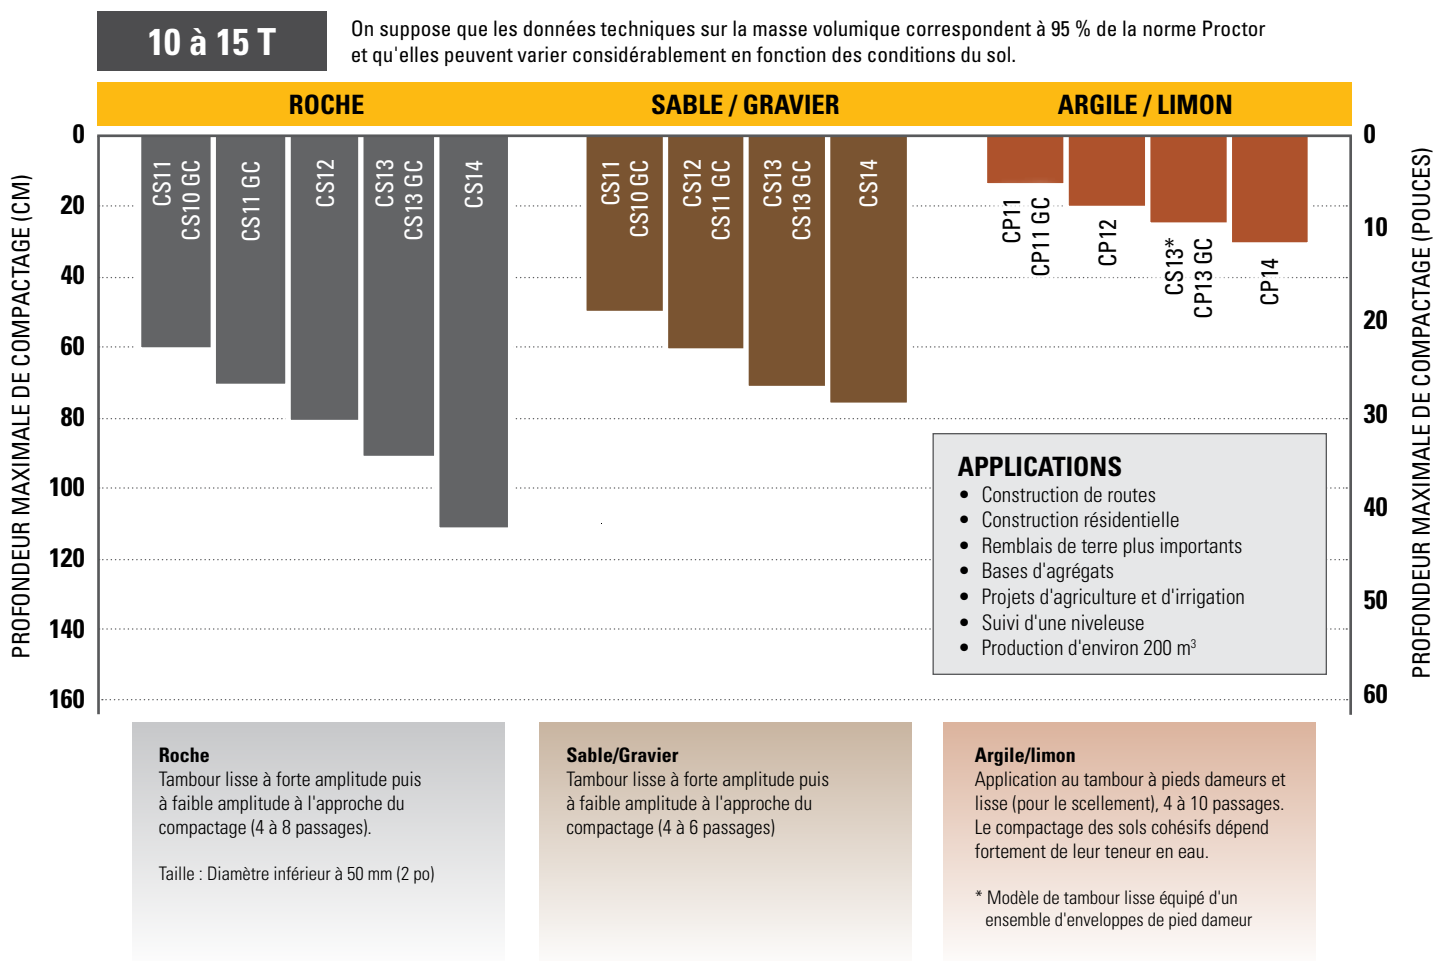 10 à 15 T
On suppose que les données techniques sur la masse volumique correspondent à 95 % de la norme Proctor
et qu'elles peuvent varier considérablement en fonction des conditions du sol.
ROCHE
SABLE / GRAVIER
ARGILE / LIMON
PROFONDEUR MAXIMALE DE COMPACTAGE (CM)
0
20
40
60
80
100
120
140
160
CS11
CS10 GC
CS11 GC
CS12
CS13
CS13 GC
CS14
CS11
CS10 GC
CS12
CS11 GC
CS13
CS13 GC
CS14
CP11
CP11 GC
CP12
CS13*
CP13 GC
CP14
0
10
20
30
40
50
60
PROFONDEUR MAXIMALE DE COMPACTAGE (POUCES)
APPLICATIONS
• Construction de routes
• Construction résidentielle
• Remblais de terre plus importants
• Bases d'agrégats
• Projets d'agriculture et d'irrigation
• Suivi d'une niveleuse
• Production d'environ 200 m³
Roche
Tambour lisse à forte amplitude puis
à faible amplitude à l'approche du
compactage (4 à 8 passages).
Taille : Diamètre inférieur à 50 mm (2 po)
Sable/Gravier
Tambour lisse à forte amplitude puis
à faible amplitude à l'approche du
compactage (4 à 6 passages)
Argile/limon
Application au tambour à pieds dameurs et
lisse (pour le scellement), 4 à 10 passages.
Le compactage des sols cohésifs dépend
fortement de leur teneur en eau.
* Modèle de tambour lisse équipé d'un
ensemble d'enveloppes de pied dameur